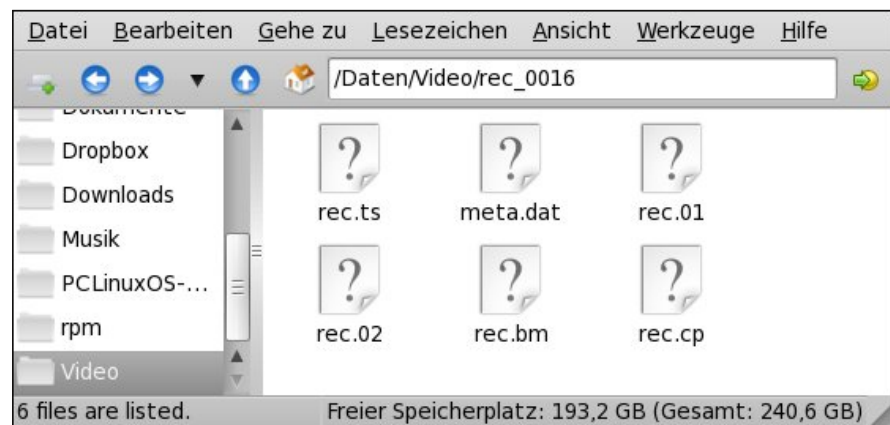 Datei Bearbeiten Gehe zu Lesezeichen Ansicht Werkzeuge Hilfe
/Daten/Video/rec_0016
Dokumente
Dropbox
Downloads
Musik
PCLinuxOS-...
rpm
Video
rec.ts meta.dat rec.01
rec.02 rec.bm rec.cp
6 files are listed. Freier Speicherplatz: 193,2 GB (Gesamt: 240,6 GB)